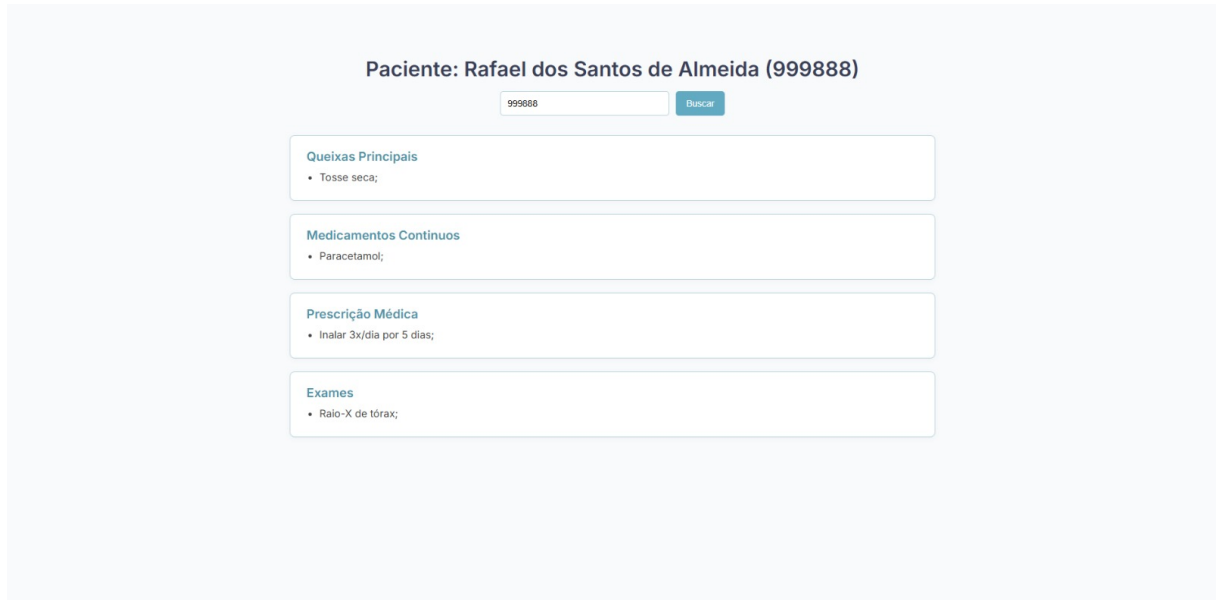 Paciente: Rafael dos Santos de Almeida (999888)
999888 Buscar
Queixas Principais
• Tosse seca;
Medicamentos Continuos
• Paracetamol;
Prescrição Médica
• Inalar 3x/dia por 5 dias;
Exames
• Raio-X de tórax;